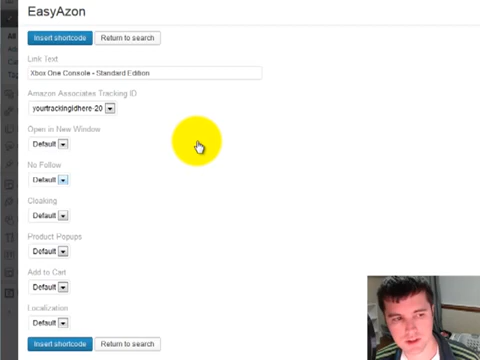 EasyAzon
Insert shortcode Return to search
Link Text
Xbox One Console - Standard Edition
Amazon Associates Tracking ID
yourtrackingidhere-20
Open in New Window
Default
No Follow
Default
Cloaking
Default
Product Popups
Default
Add to Cart
Default
Localization
Default
Insert shortcode Return to search